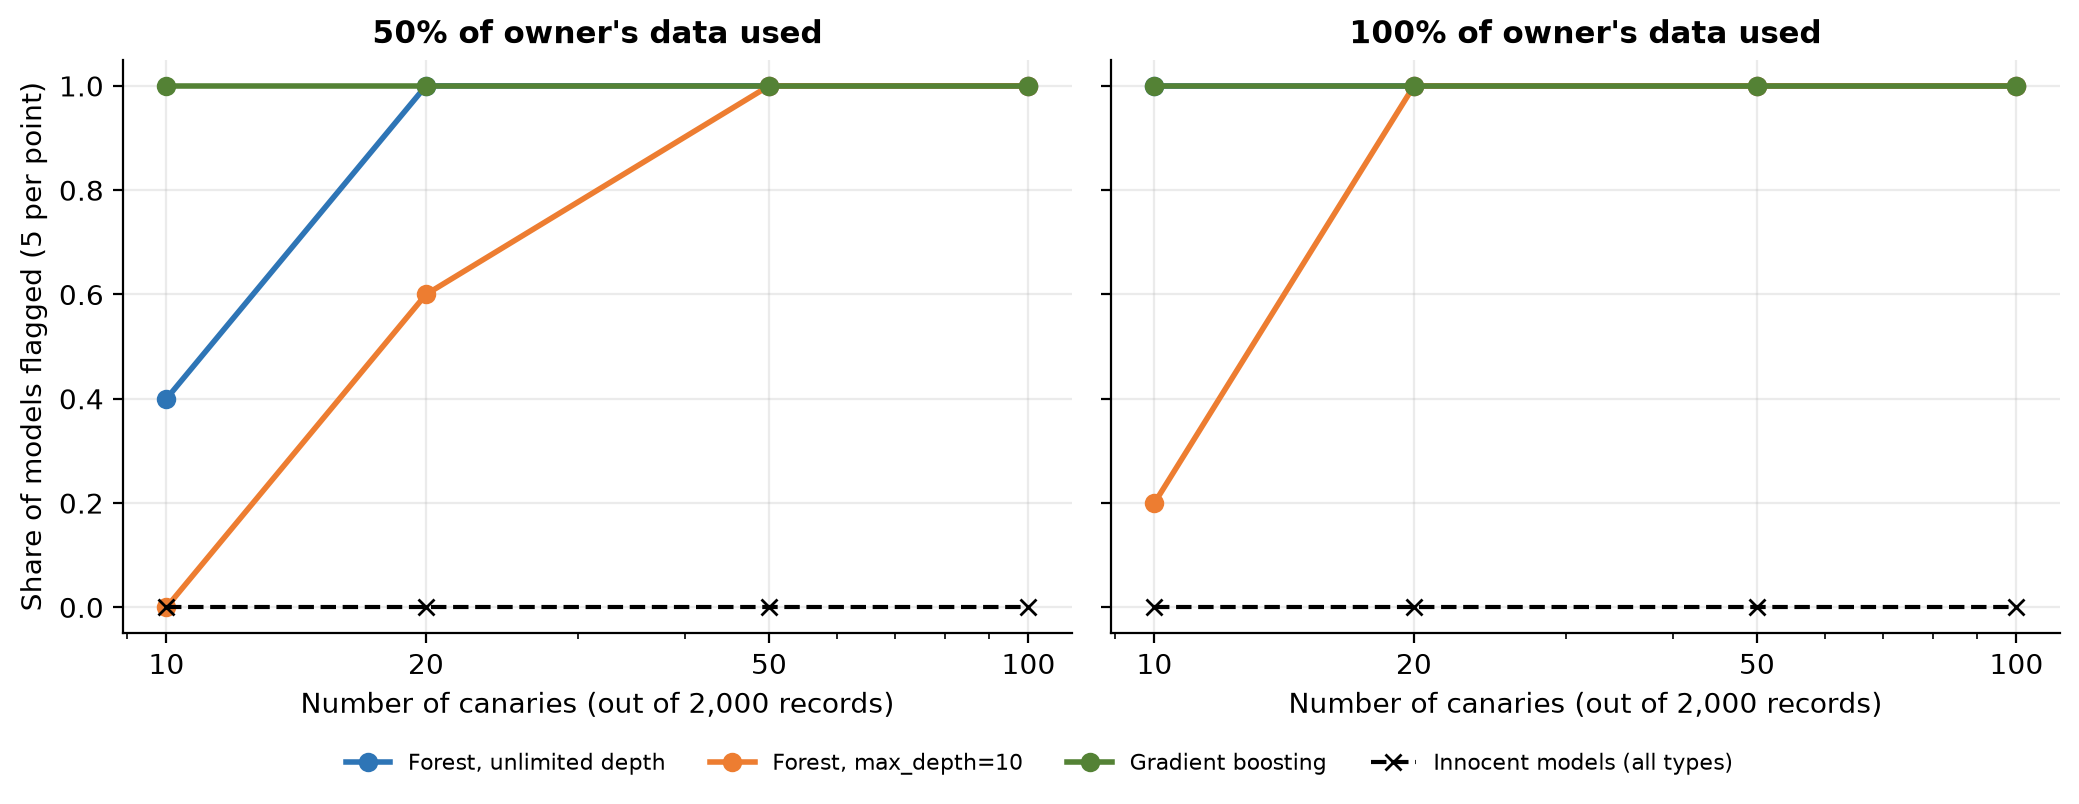 50% of owner's data used
100% of owner's data used
Share of models flagged (5 per point)
1.0
0.8
0.6
0.4
0.2
0.0
10 20 50 100
10 20 50 100
Number of canaries (out of 2,000 records)
Number of canaries (out of 2,000 records)
Forest, unlimited depth
Forest, max_depth=10
Gradient boosting
Innocent models (all types)